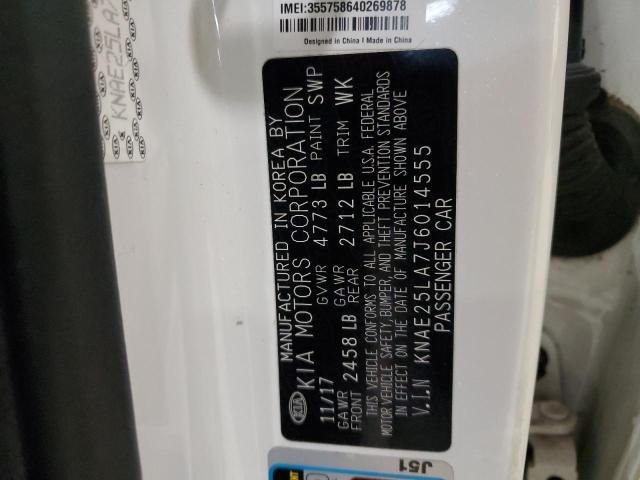 IMEI:355758640269878
Designed in China | Made in China
KNAE25LA7
KIA
MANUFACTURED IN KOREA BY
KIA MOTORS CORPORATION
11/17 GVWR 4773 LB PAINT SWP
GAWR GAWR
FRONT 2458 LB REAR 2712 LB TRIM WK
THIS VEHICLE CONFORMS TO ALL APPLICABLE U.S.A. FEDERAL
MOTOR VEHICLE SAFETY, BUMPER, AND THEFT PREVENTION STANDARDS
IN EFFECT ON THE DATE OF MANUFACTURE SHOWN ABOVE
V.I.N KNAE25LA7J6014555
PASSENGER CAR
J51